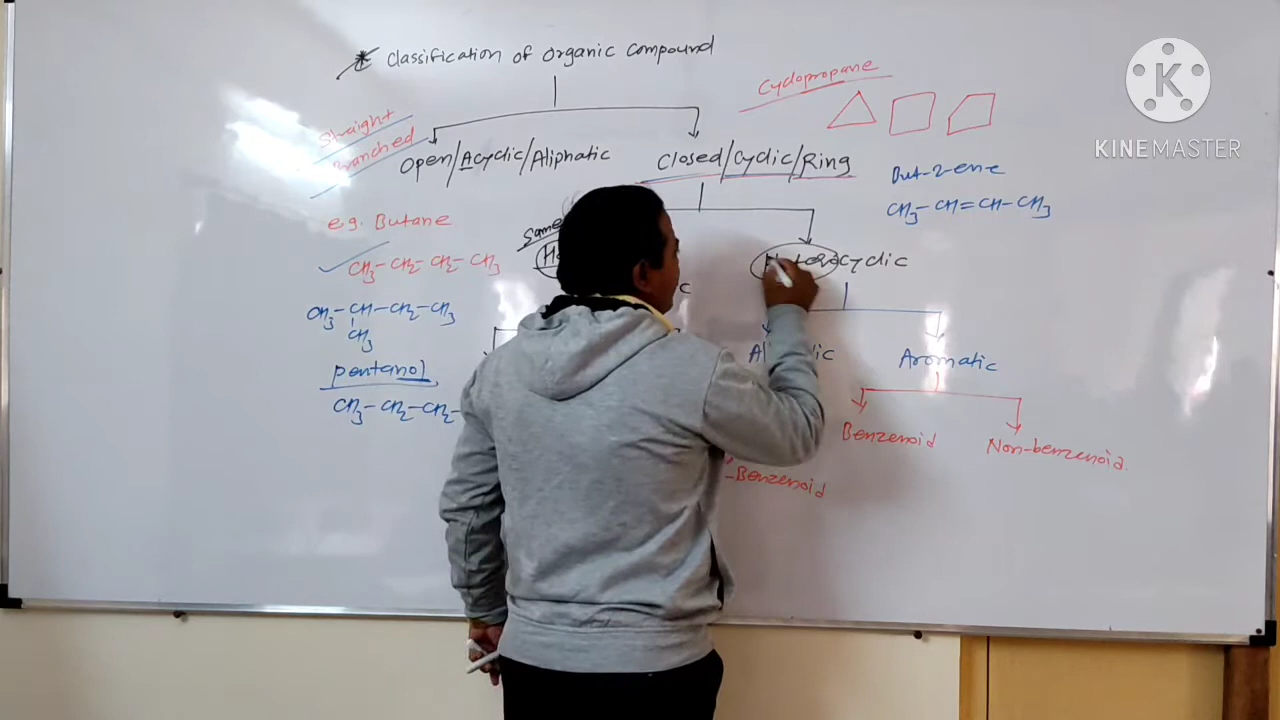 * Classification of organic compound
Cyclopropane
Straight
Branched
Open/Acyclic/Aliphatic
Closed/Cyclic/Ring
But-2-ene
CH3-CH=CH-CH3
e.g. Butane
Same
CH3-CH2-CH2-CH3
CH3-CH-CH2-CH3
CH3
Aromatic
pentanol
CH3-CH2-CH2-
Benzenoid
Non-benzenoid.
-Benzenoid
K
KINEMASTER